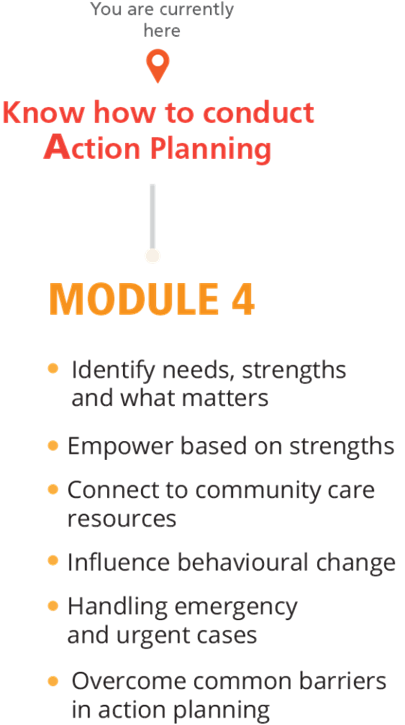 You are currently
here
Know how to conduct
Action Planning
MODULE 4
• Identify needs, strengths
and what matters
• Empower based on strengths
• Connect to community care
resources
• Influence behavioural change
• Handling emergency
and urgent cases
• Overcome common barriers
in action planning